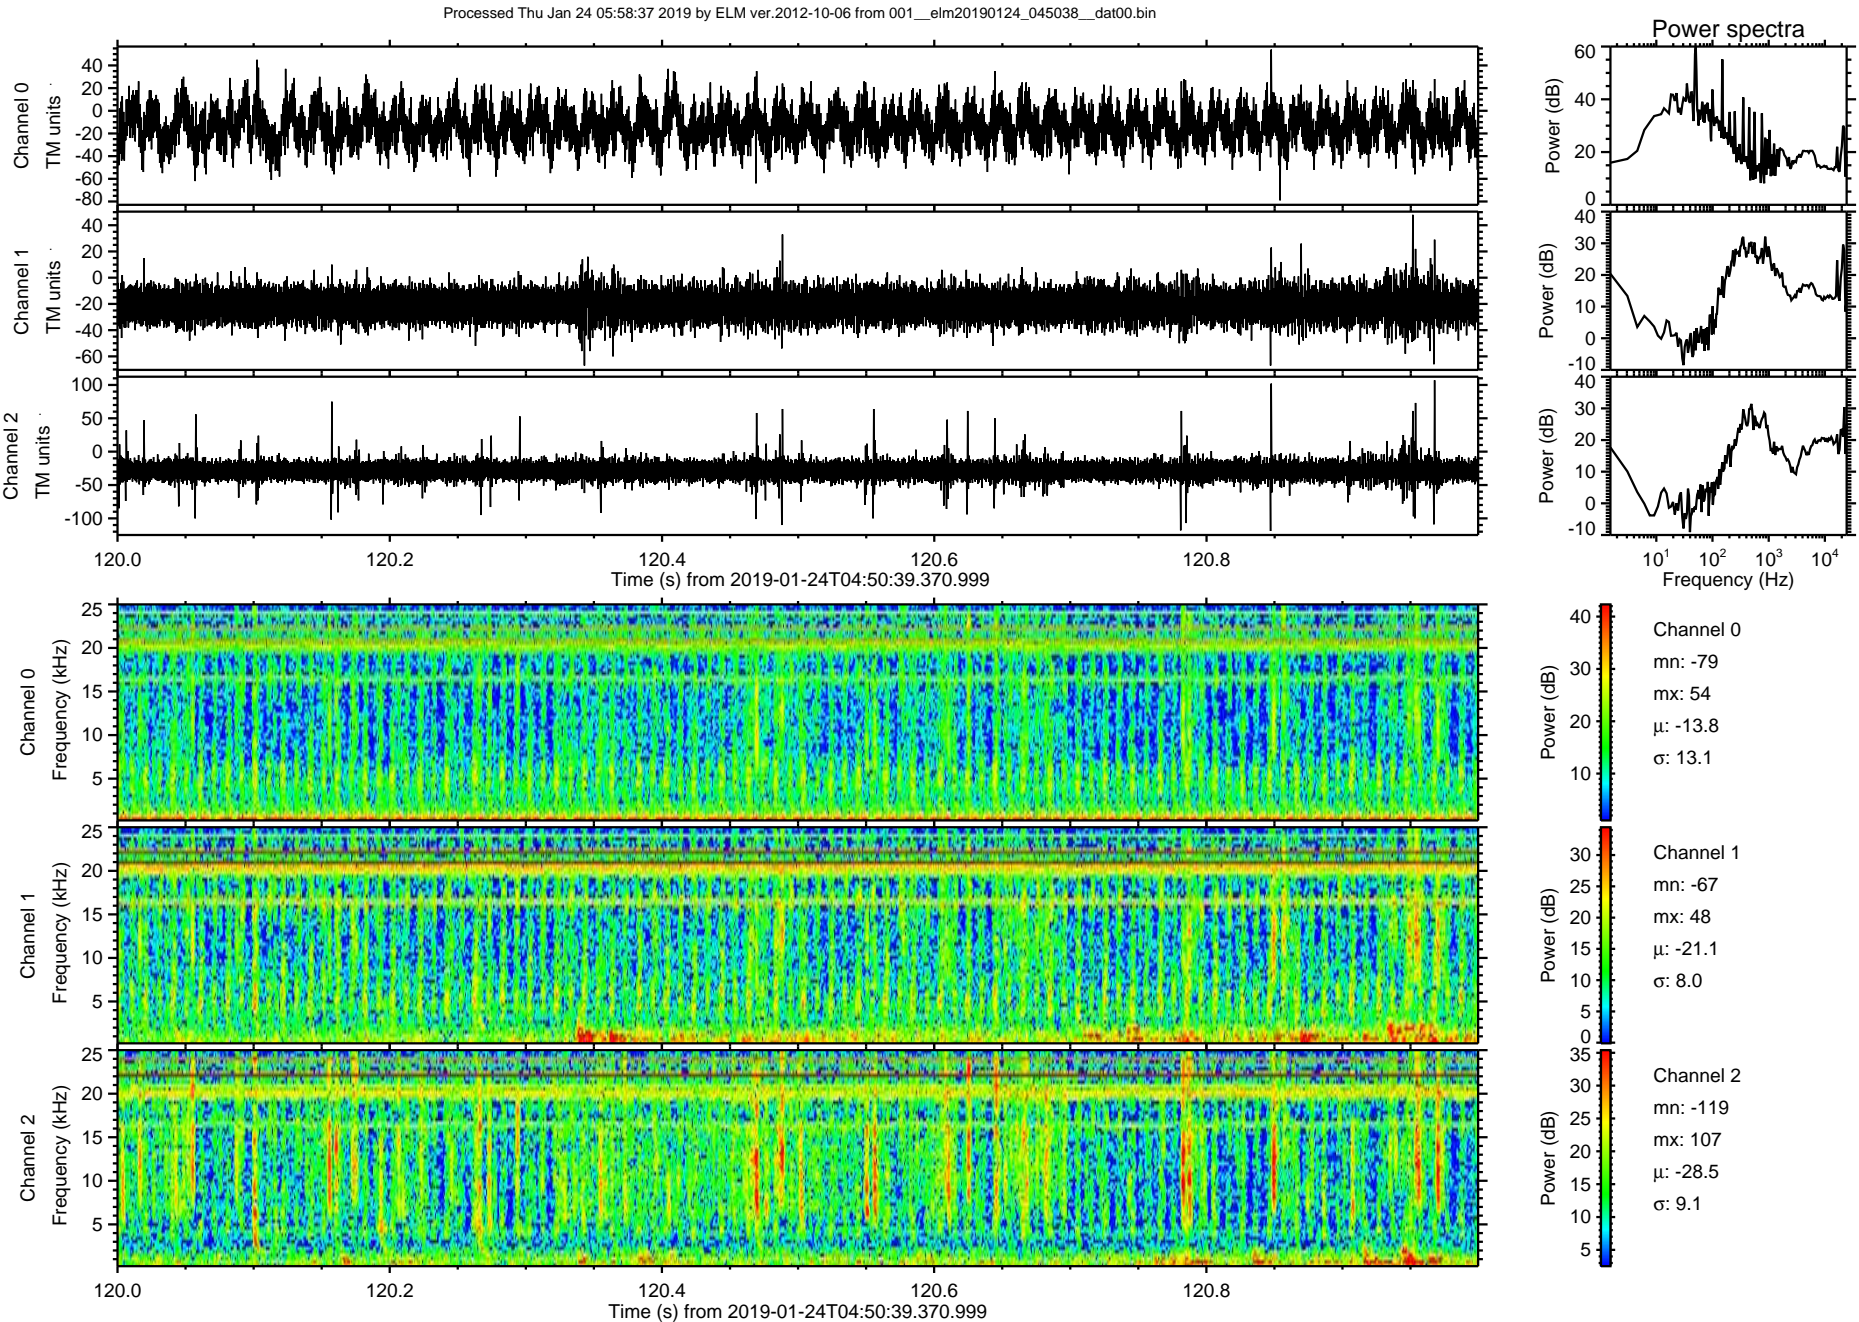 Processed Thu Jan 24 05:58:37 2019 by ELM ver.2012-10-06 from 001__elm20190124_045038__dat00.bin
Power spectra
Channel 0
TM units
40
20
0
-20
-40
-60
-80
Power (dB)
60
40
20
0
Channel 1
TM units
40
20
0
-20
-40
-60
Power (dB)
40
30
20
10
0
-10
Channel 2
TM units
100
50
0
-50
-100
Power (dB)
40
30
20
10
0
-10
120.0 120.2 120.4 120.6 120.8
Time (s) from 2019-01-24T04:50:39.370.999
10¹ 10² 10³ 10⁴
Frequency (Hz)
Channel 0
Frequency (kHz)
25
20
15
10
5
Power (dB)
40
30
20
10
Channel 0
mn: -79
mx: 54
μ: -13.8
σ: 13.1
Channel 1
Frequency (kHz)
25
20
15
10
5
Power (dB)
30
25
20
15
10
5
0
Channel 1
mn: -67
mx: 48
μ: -21.1
σ: 8.0
Channel 2
Frequency (kHz)
25
20
15
10
5
Power (dB)
35
30
25
20
15
10
5
Channel 2
mn: -119
mx: 107
μ: -28.5
σ: 9.1
120.0 120.2 120.4 120.6 120.8
Time (s) from 2019-01-24T04:50:39.370.999